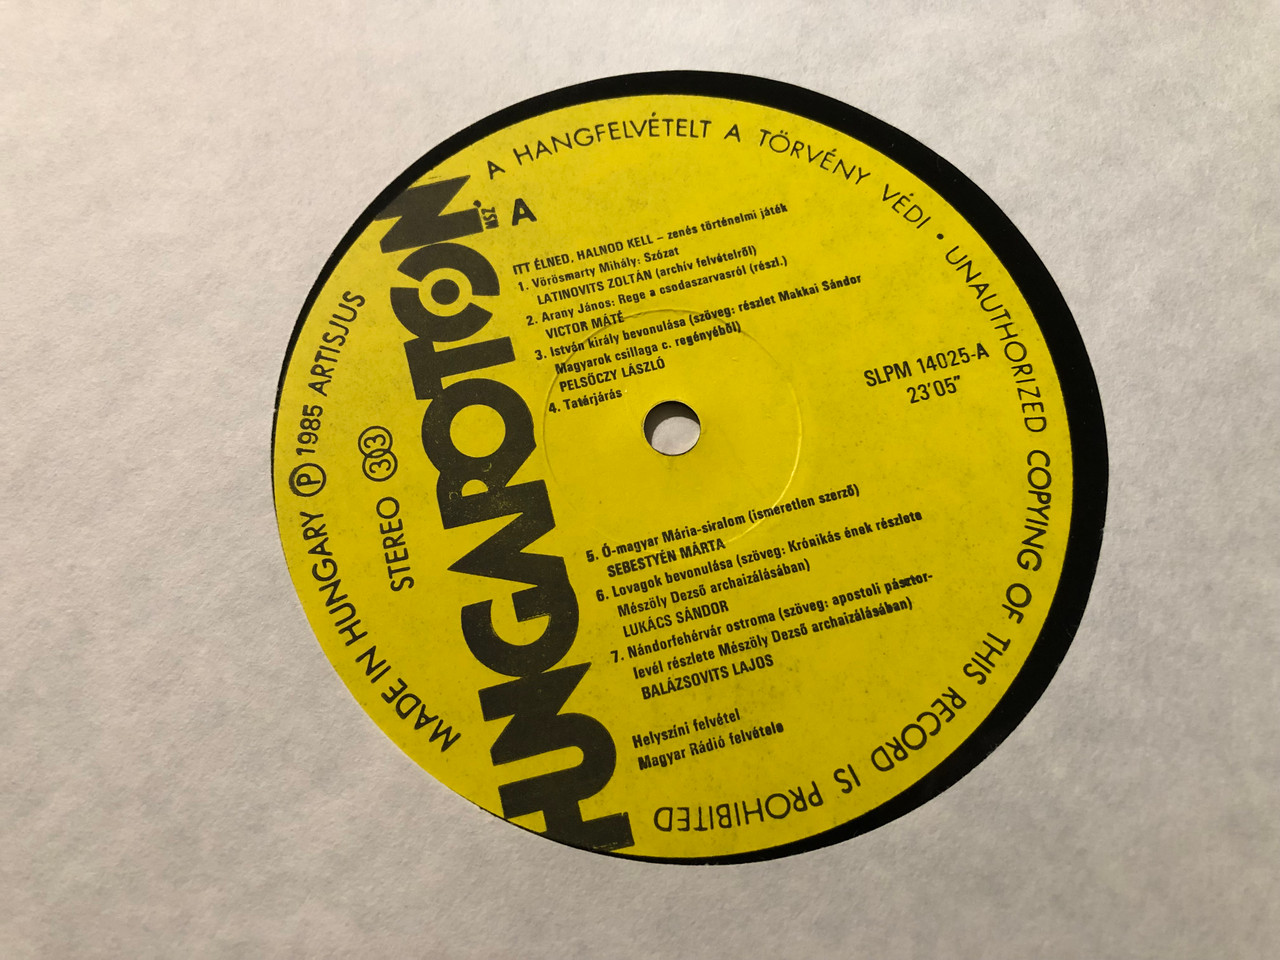 A HANGFELVÉTELT A TÖRVÉNY VÉDI • UNAUTHORIZED COPYING OF THIS RECORD IS PROHIBITED
MADE IN HUNGARY Ⓟ 1985 ARTISJUS
STEREO 33
HUNGAROTON
MSZ.
A
ITT ÉLNED, HALNOD KELL – zenés történelmi játék
1. Vörösmarty Mihály: Szózat
LATINOVITS ZOLTÁN (archív felvételről)
2. Arany János: Rege a csodaszarvasról (részl.)
VICTOR MÁTÉ
3. István király bevonulása (szöveg: részlet Makkai Sándor
Magyarok csillaga c. regényéből)
PELSŐCZY LÁSZLÓ
4. Tatárjárás
SLPM 14025-A
23'05"
5. Ó-magyar Mária-siralom (ismeretlen szerző)
SEBESTYÉN MÁRTA
6. Lovagok bevonulása (szöveg: Krónikás ének részlete
Mészöly Dezső archaizálásában)
LUKÁCS SÁNDOR
7. Nándorfehérvár ostroma (szöveg: apostoli pásztor-
levél részlete Mészöly Dezső archaizálásában)
BALÁZSOVITS LAJOS
Helyszíni felvétel
Magyar Rádió felvétele